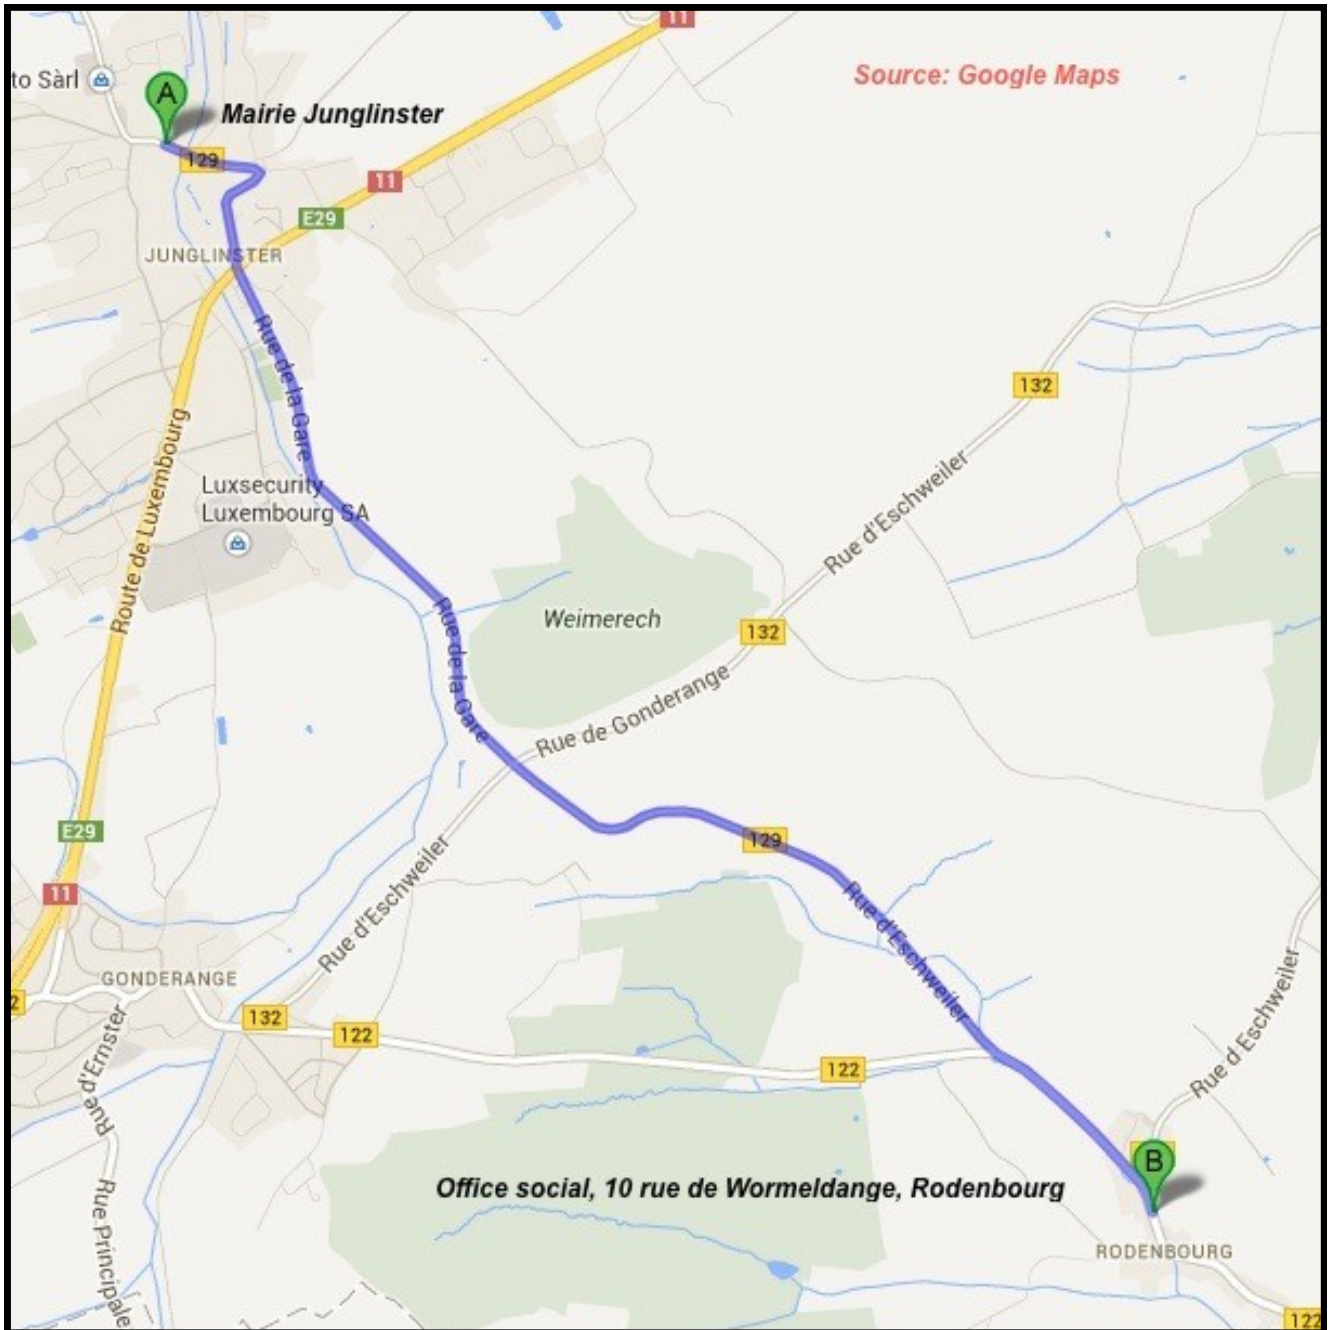 11
to Sàrl
Source: Google Maps
A
Mairie Junglinster
129
11
E29
JUNGLINSTER
Rue de la Gare
132
Route de Luxembourg
Rue d'Eschweiler
Luxsecurity
Luxembourg SA
Rue de la Gare
Weimerech
132
Rue de Gonderange
E29
129
11
Rue d'Eschweiler
Rue d'Eschweiler
GONDERANGE
Rue d'Eschweiler
2
132
122
Rue d'Ernster
122
B
Office social, 10 rue de Wormeldange, Rodenbourg
Rue Principale
RODENBOURG
122